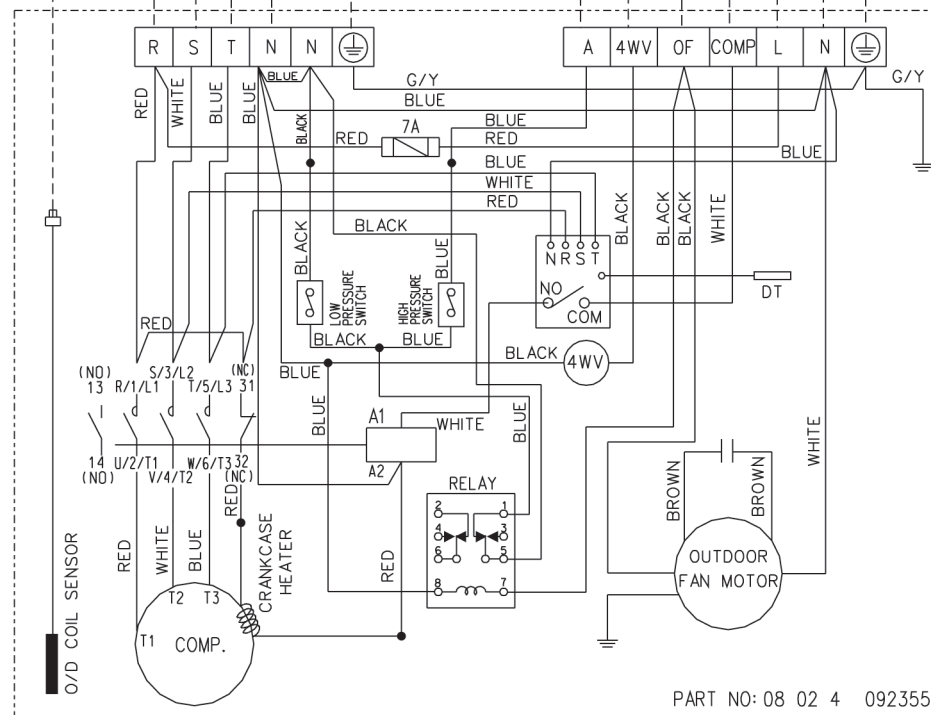 R S T N N
A 4WV OF COMP L N
BLUE
G/Y
G/Y
BLUE
RED
WHITE
BLUE
BLUE
BLACK
RED
7A
BLUE
RED
BLUE
BLUE
WHITE
RED
BLACK
BLACK
BLACK
BLACK
WHITE
BLACK
BLUE
N R S T
NO
COM
DT
LOW
PRESSURE
SWITCH
HIGH
PRESSURE
SWITCH
RED
BLACK
BLUE
BLACK
4WV
BLUE
(NO)
13
R/1/L1
S/3/L2
T/5/L3
(NC)
31
BLUE
A1
WHITE
BLUE
WHITE
A2
14
(NO)
U/2/T1
V/4/T2
W/6/T3
32
(NC)
RED
RELAY
2 1
4 3
6 5
8 7
BROWN
BROWN
RED
WHITE
BLUE
CRANKCASE
HEATER
RED
OUTDOOR
FAN MOTOR
T1
T2
T3
COMP.
O/D COIL SENSOR
PART NO: 08 02 4 092355